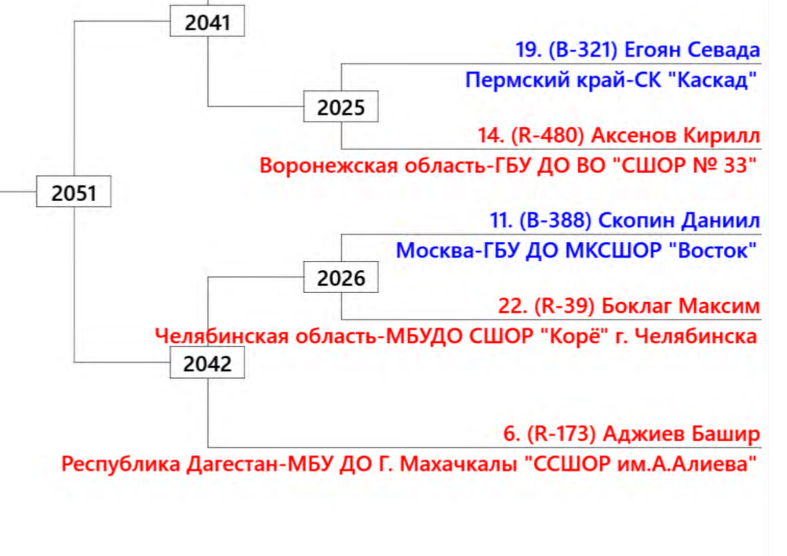 2041
19. (B-321) Егоян Севада
Пермский край-СК "Каскад"
2025
14. (R-480) Аксенов Кирилл
Воронежская область-ГБУ ДО ВО "СШОР № 33"
2051
11. (B-388) Скопин Даниил
Москва-ГБУ ДО МКСШОР "Восток"
2026
22. (R-39) Боклаг Максим
Челябинская область-МБУДО СШОР "Корё" г. Челябинска
2042
6. (R-173) Аджиев Башир
Республика Дагестан-МБУ ДО Г. Махачкалы "ССШОР им.А.Алиева"